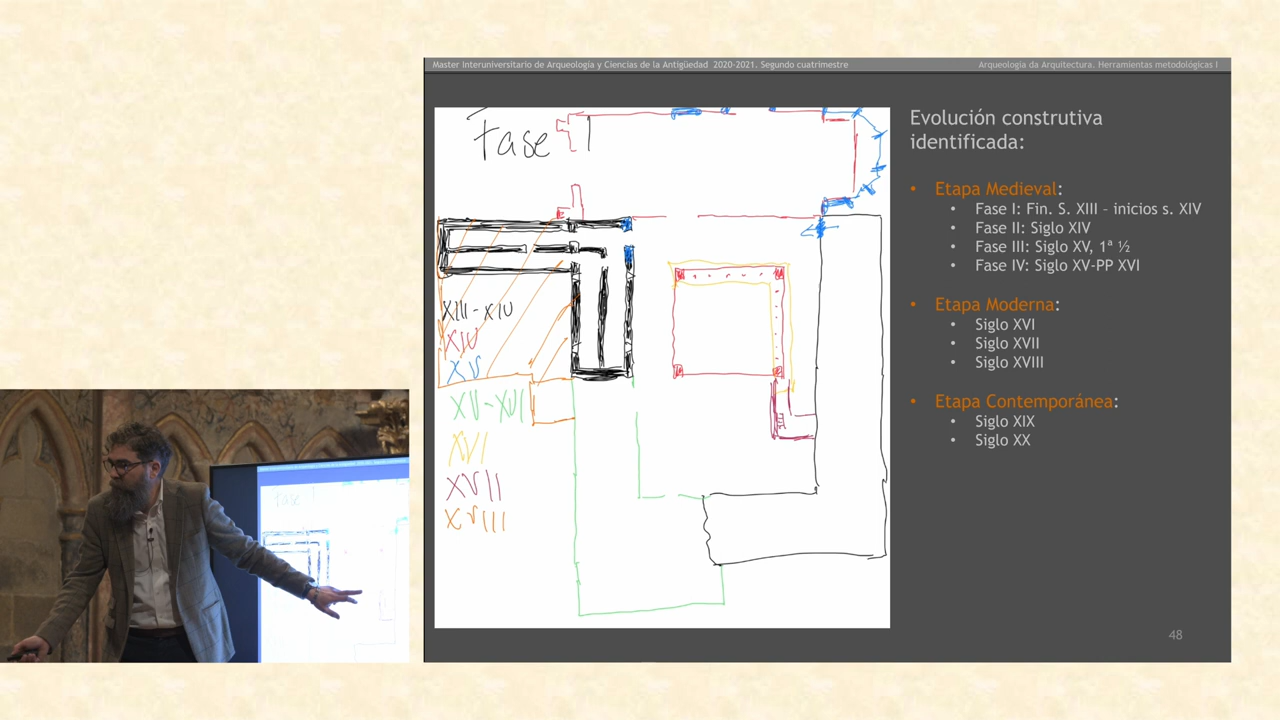 Master Interuniversitario de Arqueología y Ciencias de la Antigüedad 2020-2021. Segundo cuatrimestre
Arqueología da Arquitectura. Herramientas metodológicas I
Fase 1
XIII-XIV
XIV
XV
XV-XVI
XVI
XVII
XVIII
Evolución construtiva
identificada:
• Etapa Medieval:
• Fase I: Fin. S. XIII – inicios s. XIV
• Fase II: Siglo XIV
• Fase III: Siglo XV, 1ª ½
• Fase IV: Siglo XV-PP XVI
• Etapa Moderna:
• Siglo XVI
• Siglo XVII
• Siglo XVIII
• Etapa Contemporánea:
• Siglo XIX
• Siglo XX
48